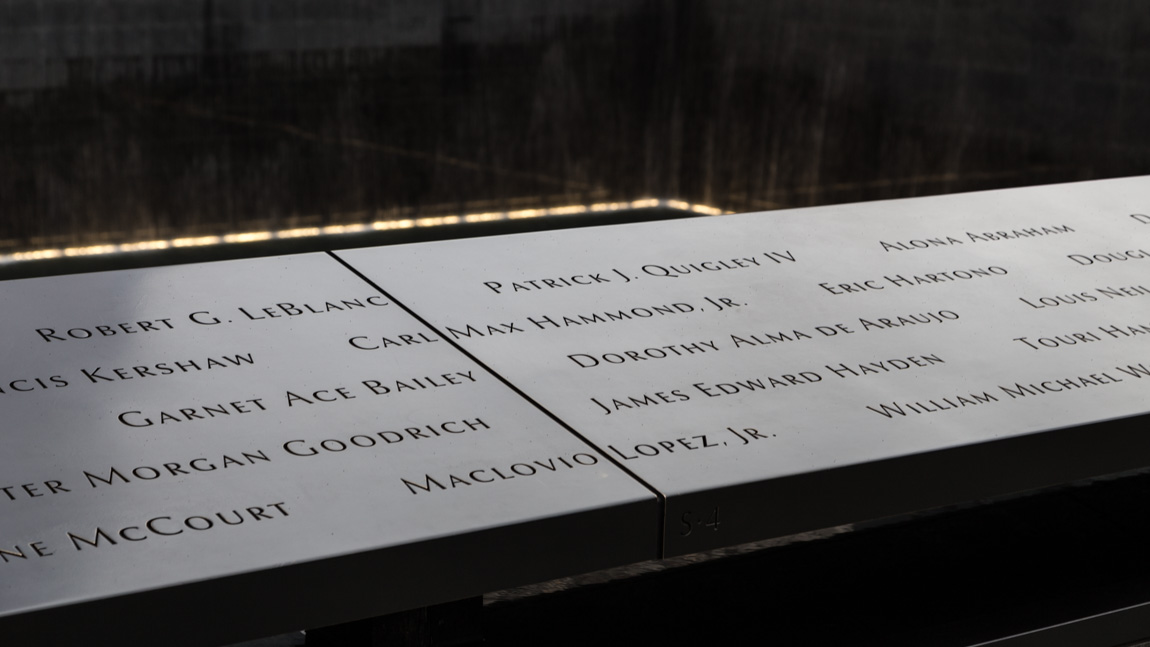 ROBERT G. LEBLANC PATRICK J. QUIGLEY IV ALONA ABRAHAM
KERSHAW CARL MAX HAMMOND, JR. ERIC HARTONO
GARNET ACE BAILEY DOROTHY ALMA DE ARAUJO LOUIS NEIL
MORGAN GOODRICH JAMES EDWARD HAYDEN TOURI
MCCOURT MACLOVIO LOPEZ, JR. WILLIAM MICHAEL
S-4